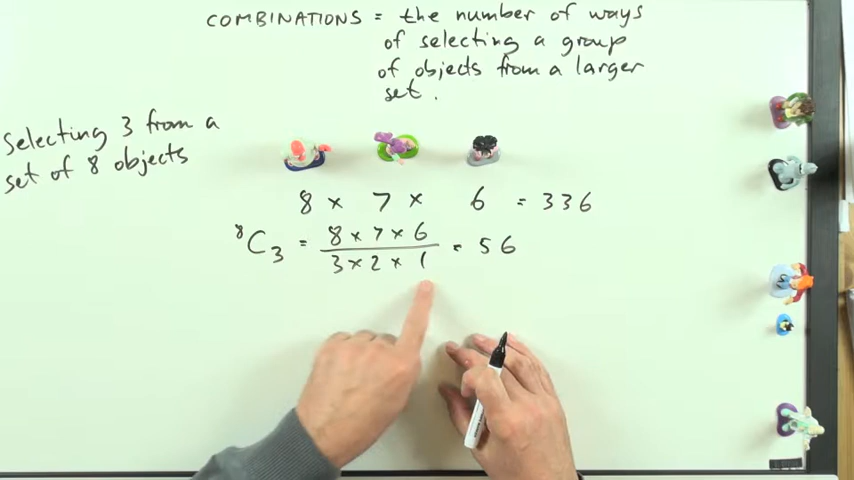 COMBINATIONS = the number of ways
of selecting a group
of objects from a larger
set.
Selecting 3 from a
set of 8 objects
8 × 7 × 6 = 336
⁸C₃ = (8 × 7 × 6) / (3 × 2 × 1) = 56